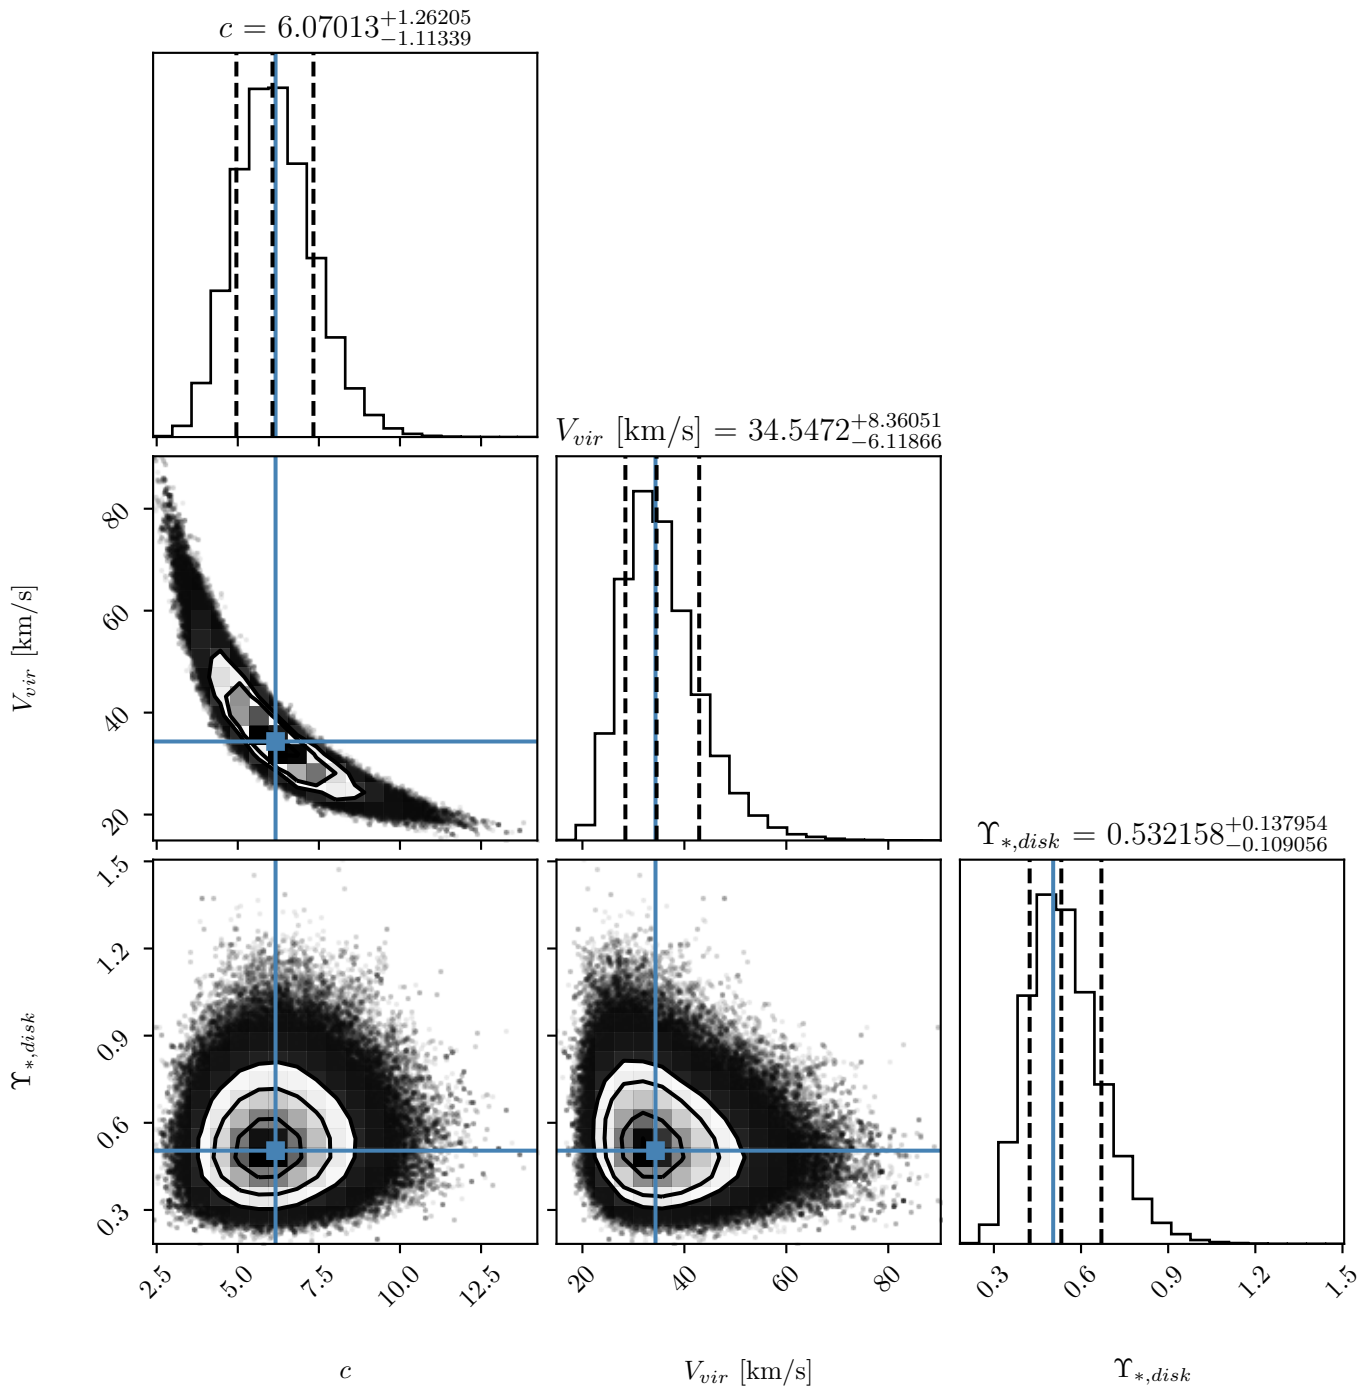 c = 6.07013^{+1.26205}_{-1.11339}
V_{vir} [km/s] = 34.5472^{+8.36051}_{-6.11866}
80
60
40
20
V_{vir} [km/s]
ϒ_{*,disk} = 0.532158^{+0.137954}_{-0.109056}
1.5
1.2
0.9
0.6
0.3
ϒ_{*,disk}
2.5 5.0 7.5 10.0 12.5
20 40 60 80
0.3 0.6 0.9 1.2 1.5
c
V_{vir} [km/s]
ϒ_{*,disk}